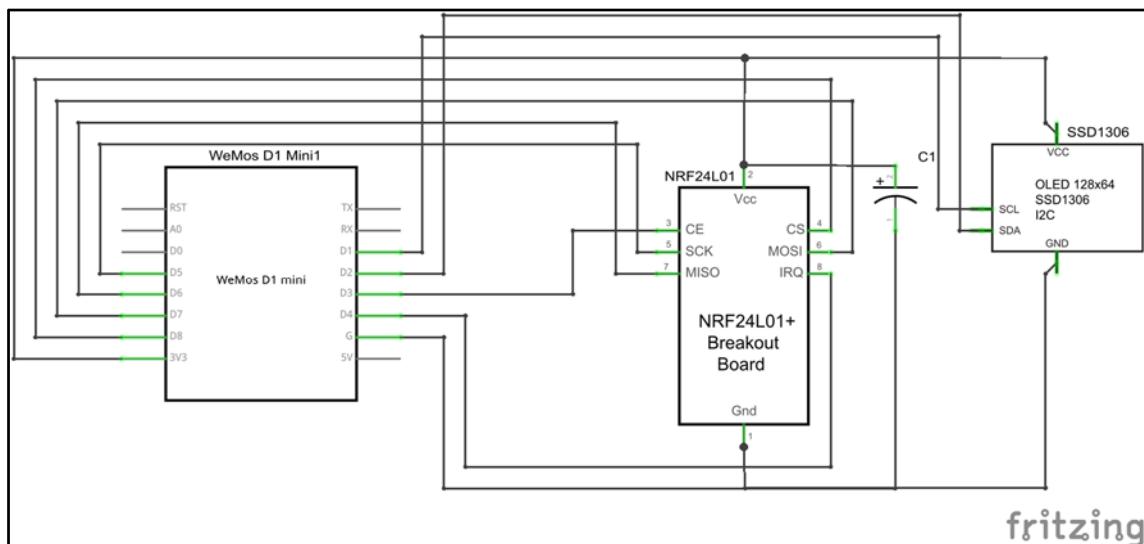 WeMos D1 Mini1
RST
A0
D0
D5
D6
D7
D8
3V3
WeMos D1 mini
TX
RX
D1
D2
D3
D4
G
5V
NRF24L01
2
Vcc
3
CE
5
SCK
7
MISO
CS
4
MOSI
6
IRQ
8
NRF24L01+
Breakout
Board
Gnd
1
C1
+
2
1
SSD1306
VCC
OLED 128x64
SSD1306
I2C
SCL
SDA
GND
fritzing